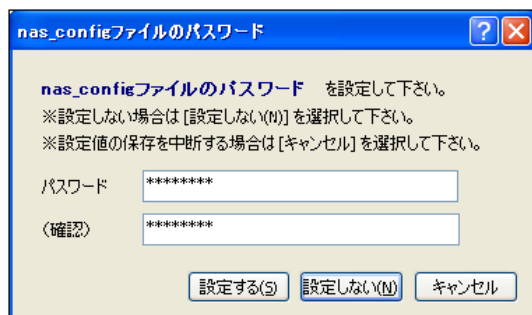 nas_configファイルのパスワード
nas_configファイルのパスワード を設定して下さい。
※設定しない場合は[設定しない(N)]を選択して下さい。
※設定値の保存を中断する場合は[キャンセル]を選択して下さい。
パスワード ********
(確認) ********
設定する(S) 設定しない(N) キャンセル